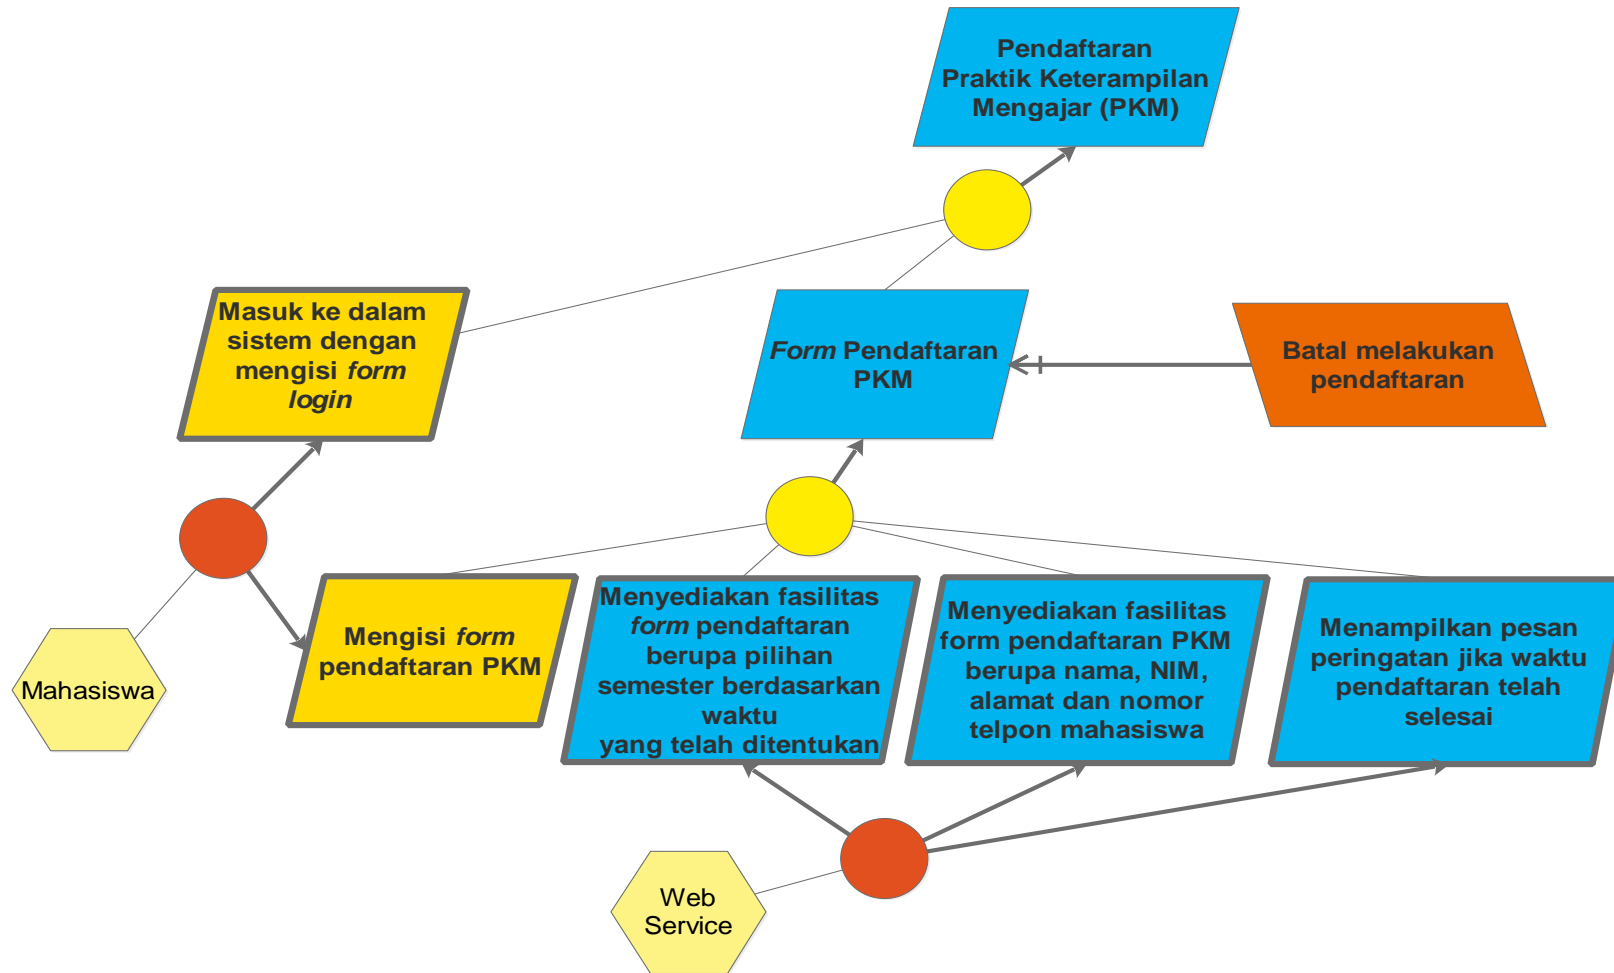 Pendaftaran
Praktik Keterampilan
Mengajar (PKM)
Masuk ke dalam
sistem dengan
mengisi form
login
Form Pendaftaran
PKM
Batal melakukan
pendaftaran
Mahasiswa
Mengisi form
pendaftaran PKM
Menyediakan fasilitas
form pendaftaran
berupa pilihan
semester berdasarkan
waktu
yang telah ditentukan
Menyediakan fasilitas
form pendaftaran PKM
berupa nama, NIM,
alamat dan nomor
telpon mahasiswa
Menampilkan pesan
peringatan jika waktu
pendaftaran telah
selesai
Web
Service